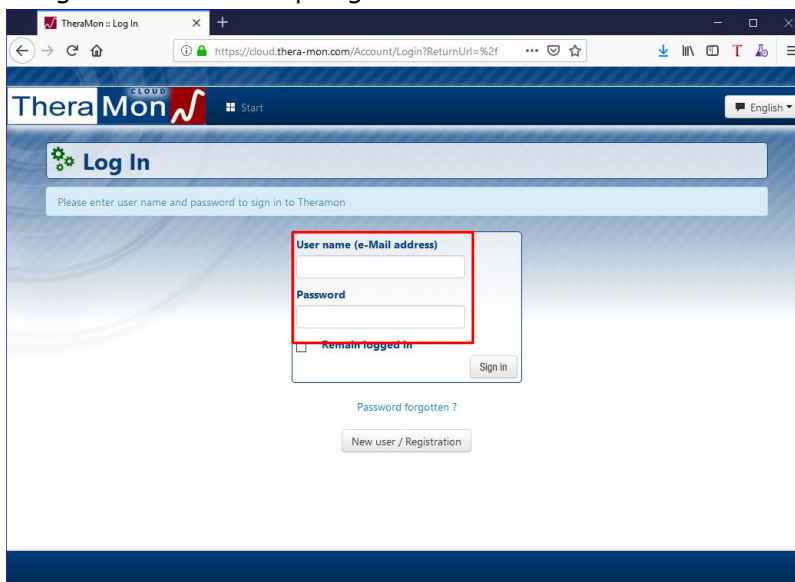 TheraMon :: Log In
https://cloud.thera-mon.com/Account/Login?ReturnUrl=%2f
CLOUD
TheraMon
Start
English
Log In
Please enter user name and password to sign in to Theramon
User name (e-Mail address)
Password
Remain logged in
Sign in
Password forgotten ?
New user / Registration